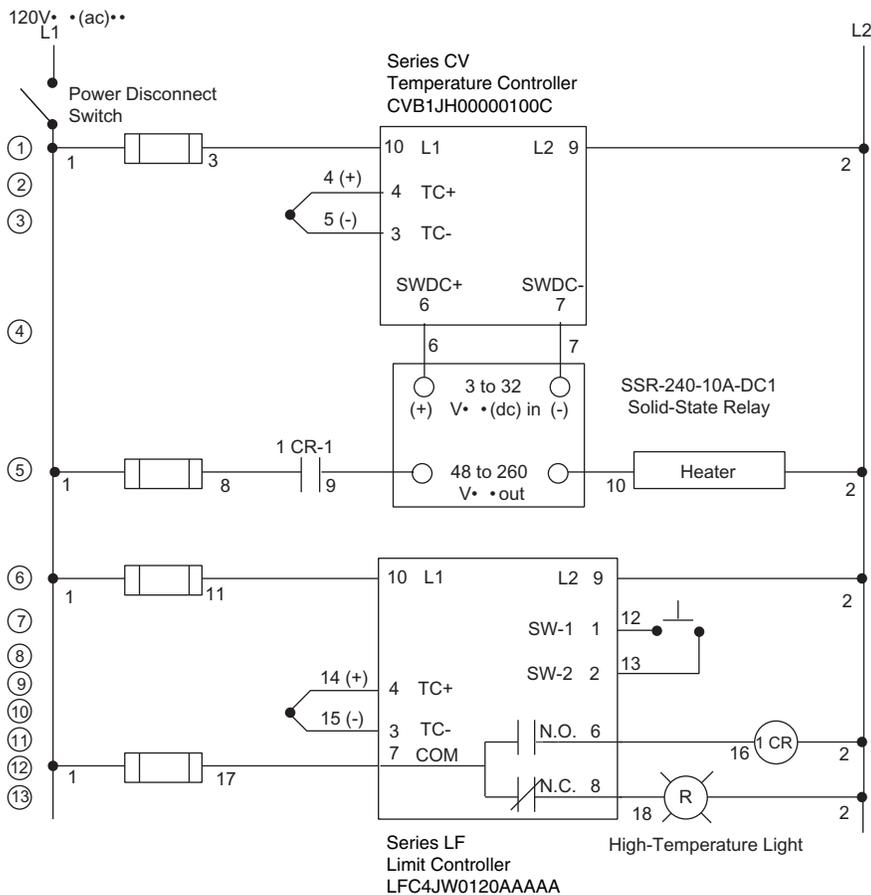 120V• •(ac)••
L1
L2
Series CV
Temperature Controller
CVB1JH00000100C
Power Disconnect
Switch
1 1 3 10 L1 L2 9 2
2 4 (+) 4 TC+
3 5 (-) 3 TC-
SWDC+ SWDC-
6 7
4 6 7
3 to 32
(+) V• •(dc) in (-)
SSR-240-10A-DC1
Solid-State Relay
1 CR-1
5 1 8 9 48 to 260 10 Heater 2
V• •out
6 1 11 10 L1 L2 9 2
7 SW-1 1 12
8 SW-2 2 13
9 14 (+) 4 TC+
10 15 (-) 3 TC-
11 N.O. 6 16 1 CR 2
12 1 17 7 COM
13 N.C. 8 18 R 2
High-Temperature Light
Series LF
Limit Controller
LFC4JW0120AAAAA